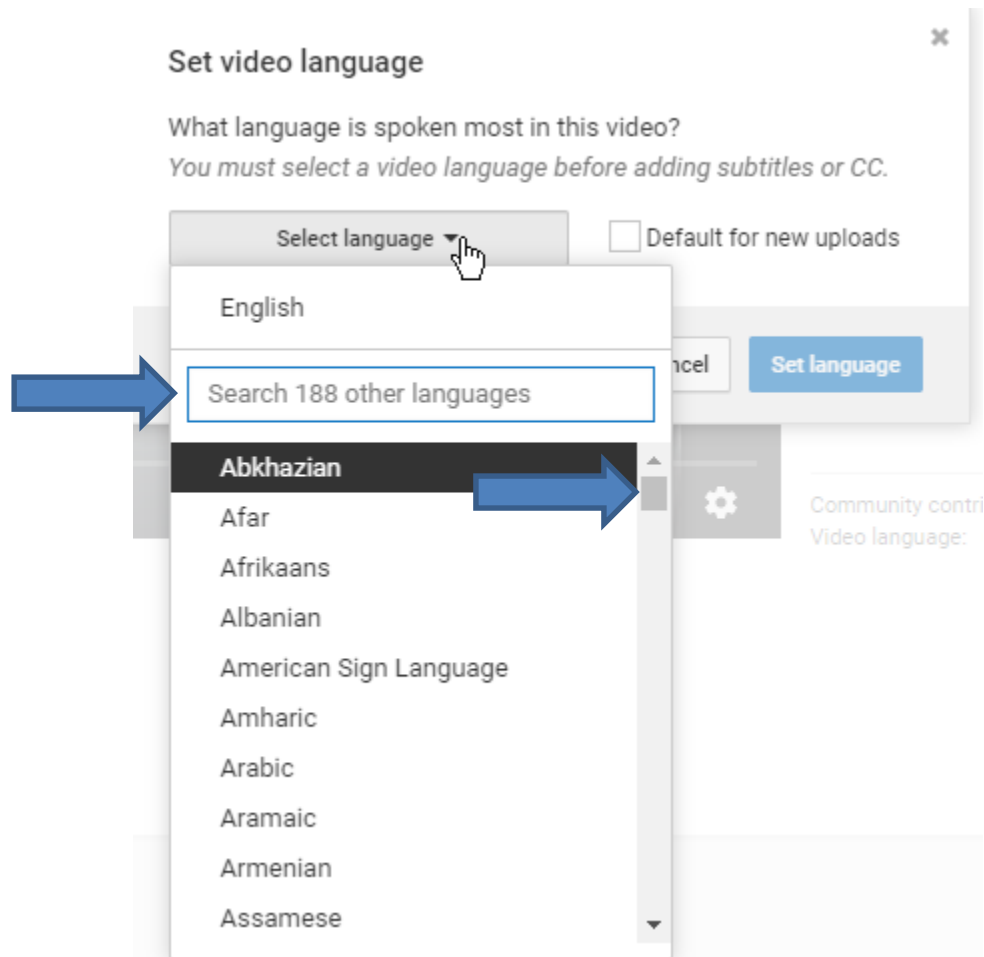 Set video language
What language is spoken most in this video?
You must select a video language before adding subtitles or CC.
Select language
Default for new uploads
English
Search 188 other languages
Set language
Abkhazian
Afar
Community
Video language:
Afrikaans
Albanian
American Sign Language
Amharic
Arabic
Aramaic
Armenian
Assamese